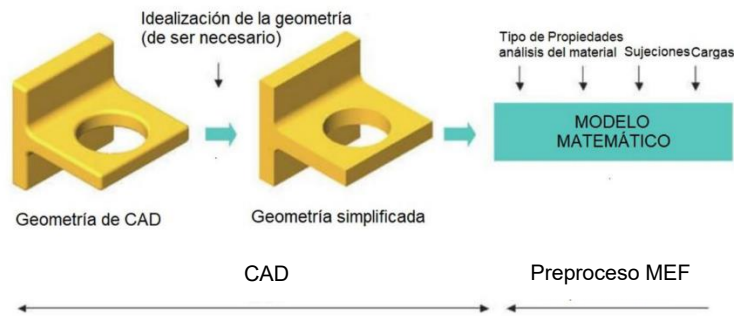 Idealización de la geometría
(de ser necesario)
Tipo de Propiedades
análisis del material Sujeciones Cargas
MODELO
MATEMÁTICO
Geometría de CAD
Geometría simplificada
CAD
Preproceso MEF